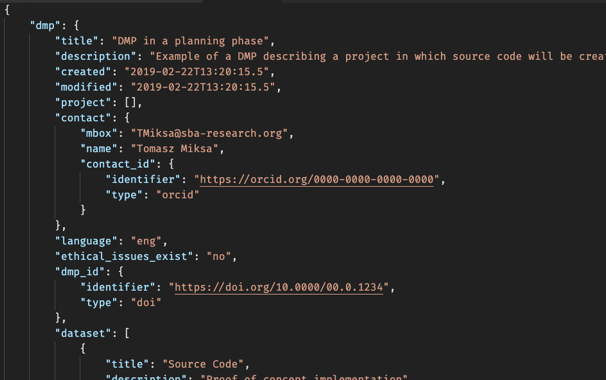 {
"dmp": {
"title": "DMP in a planning phase",
"description": "Example of a DMP describing a project in which source code will be
"created": "2019-02-22T13:20:15.5",
"modified": "2019-02-22T13:20:15.5",
"project": [],
"contact": {
"mbox": "TMiksa@sba-research.org",
"name": "Tomasz Miksa",
"contact_id": {
"identifier": "https://orcid.org/0000-0000-0000-0000",
"type": "orcid"
}
},
"language": "eng",
"ethical_issues_exist": "no",
"dmp_id": {
"identifier": "https://doi.org/10.0000/00.0.1234",
"type": "doi"
},
"dataset": [
{
"title": "Source Code",
"description": "Proof of concept implementation"